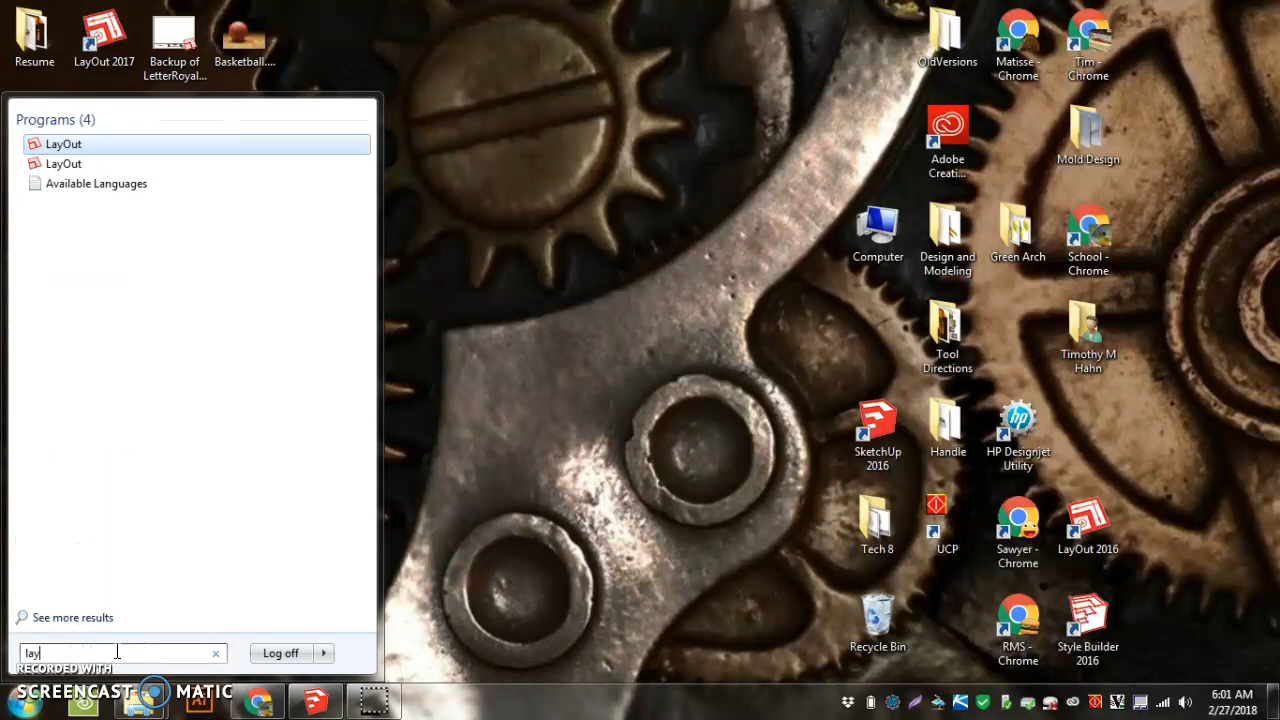 Resume
LayOut 2017
Backup of
LetterRoyal...
Basketball....
Programs (4)
LayOut
LayOut
Available Languages
See more results
lay
Log off
RECORDED WITH
SCREENCAST MATIC
OldVersions
Matisse -
Chrome
Tim -
Chrome
Adobe
Creati...
Mold Design
Computer
Design and
Modeling
Green Arch
School -
Chrome
Tool
Directions
Timothy M
Hahn
SketchUp
2016
Handle
HP Designjet
Utility
Tech 8
UCP
Sawyer -
Chrome
LayOut 2016
Recycle Bin
RMS -
Chrome
Style Builder
2016
hp
Ai
6:01 AM
2/27/2018